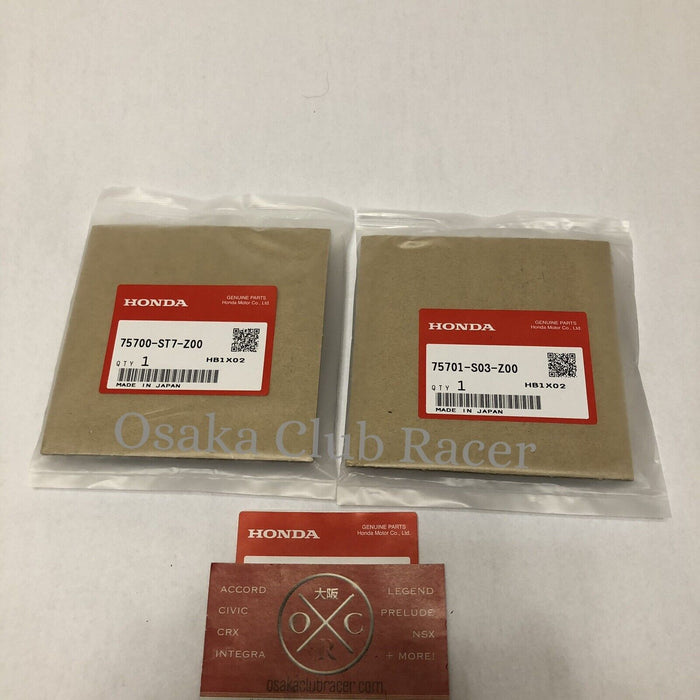 HONDA
GENUINE PARTS
Honda Motor Co., Ltd.
75700-ST7-Z00
QTY 1
HB1X02
MADE IN JAPAN
HONDA
GENUINE PARTS
Honda Motor Co., Ltd.
75701-S03-Z00
QTY 1
HB1X02
MADE IN JAPAN
Osaka Club Racer
HONDA
GENUINE PARTS
Honda Motor Co., Ltd.
ACCORD
CIVIC
CRX
INTEGRA
大阪
O C
R
LEGEND
PRELUDE
NSX
+ MORE!
osakaclubracer.com